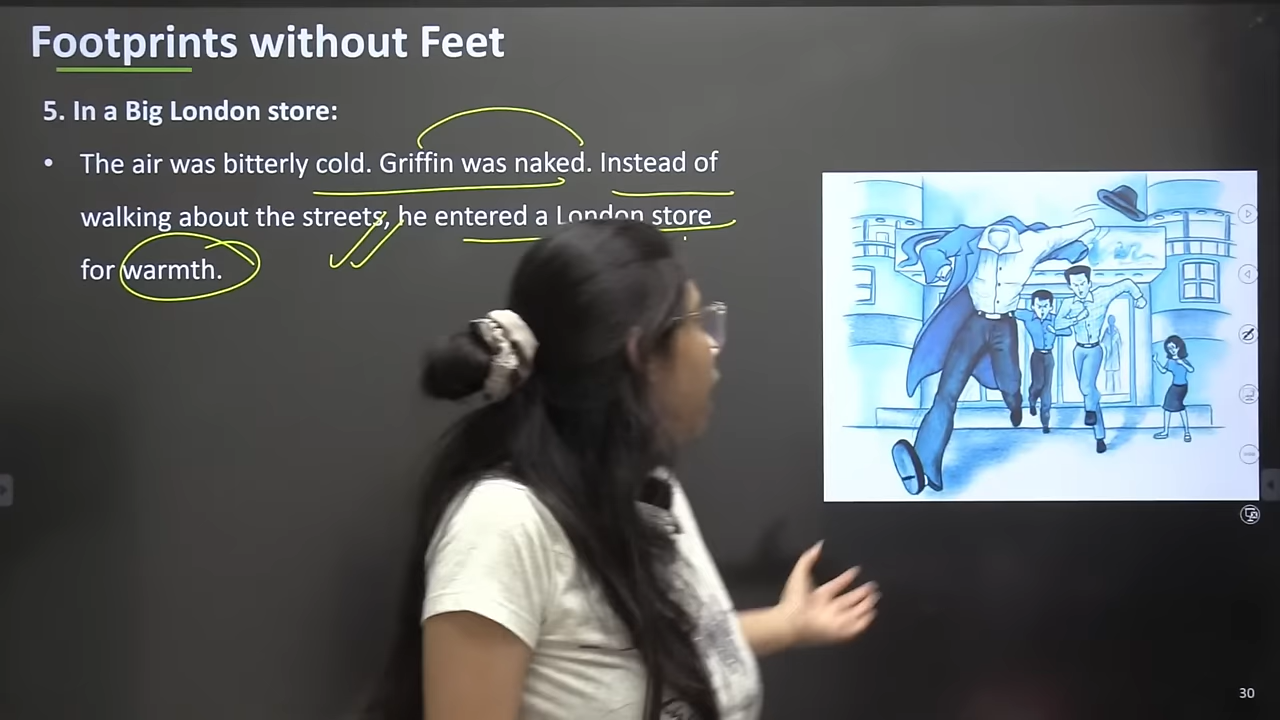 Footprints without Feet
5. In a Big London store:
• The air was bitterly cold. Griffin was naked. Instead of
walking about the streets, he entered a London store
for warmth.
30